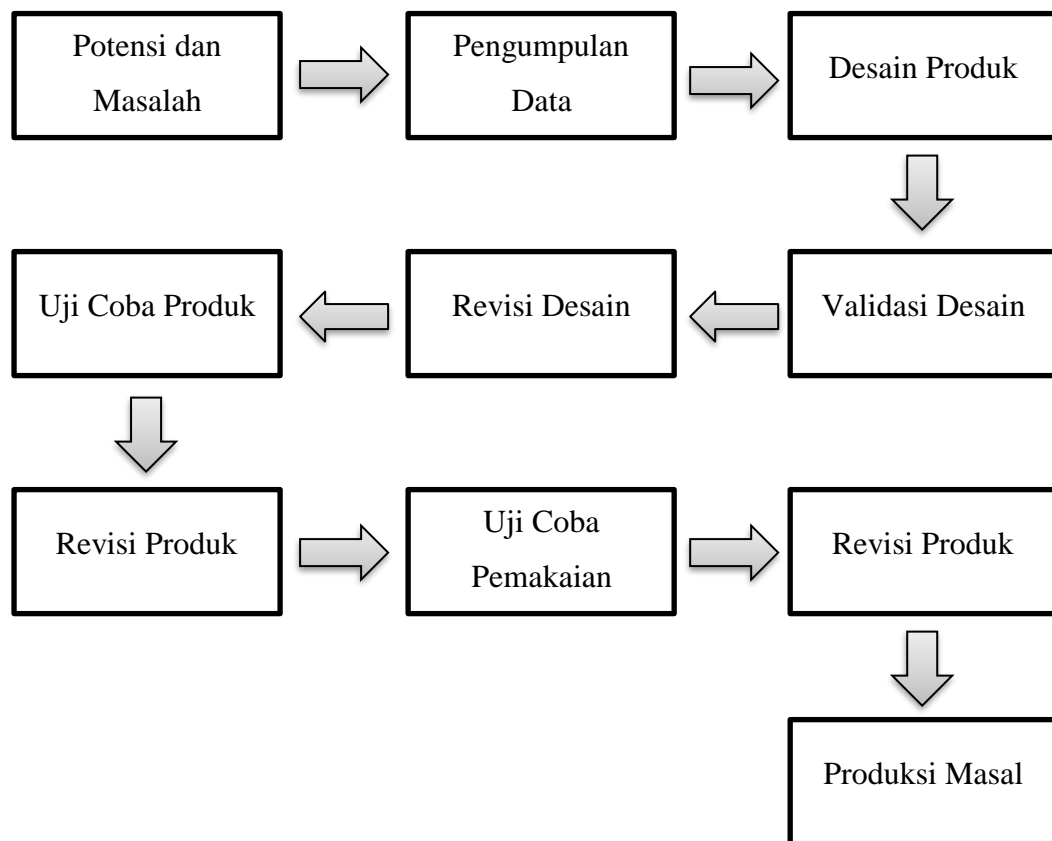 Potensi dan
Masalah
Pengumpulan
Data
Desain Produk
Validasi Desain
Revisi Desain
Uji Coba Produk
Revisi Produk
Uji Coba
Pemakaian
Revisi Produk
Produksi Masal